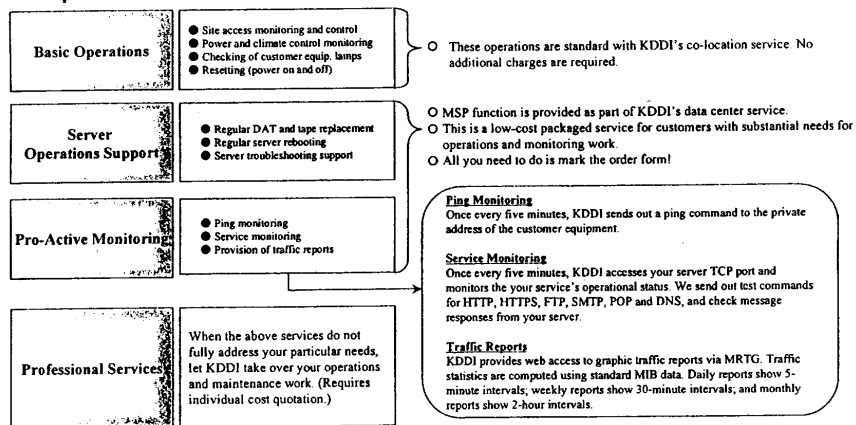 Basic Operations
● Site access monitoring and control
● Power and climate control monitoring
● Checking of customer equip. lamps
● Resetting (power on and off)
O These operations are standard with KDDI's co-location service. No
additional charges are required.
Server
Operations Support
● Regular DAT and tape replacement
● Regular server rebooting
● Server troubleshooting support
O MSP function is provided as part of KDDI's data center service.
O This is a low-cost packaged service for customers with substantial needs for
operations and monitoring work.
O All you need to do is mark the order form!
Pro-Active Monitoring
● Ping monitoring
● Service monitoring
● Provision of traffic reports
Ping Monitoring
Once every five minutes, KDDI sends out a ping command to the private
address of the customer equipment.
Service Monitoring
Once every five minutes, KDDI accesses your server TCP port and
monitors the your service's operational status. We send out test commands
for HTTP, HTTPS, FTP, SMTP, POP and DNS, and check message
responses from your server.
Traffic Reports
KDDI provides web access to graphic traffic reports via MRTG. Traffic
statistics are computed using standard MIB data. Daily reports show 5-
minute intervals; weekly reports show 30-minute intervals; and monthly
reports show 2-hour intervals.
Professional Services
When the above services do not
fully address your particular needs,
let KDDI take over your operations
and maintenance work. (Requires
individual cost quotation.)